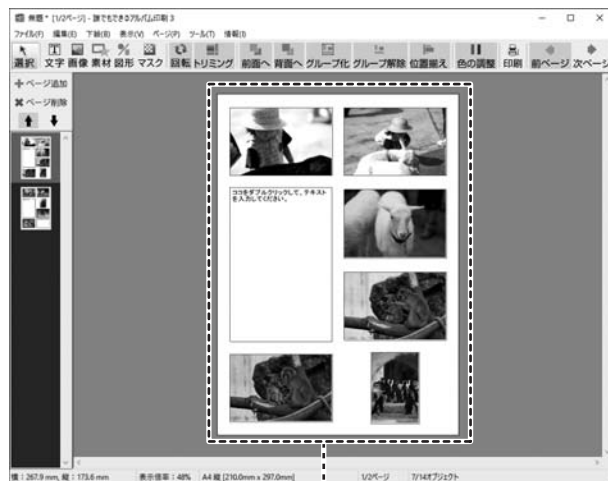 無題* [1/2ページ] - 誰でもできるアルバム印刷 3
ファイル(F) 編集(E) 下絵(B) 表示(V) ページ(P) ツール(T) 情報(I)
選択 文字 画像 素材 図形 マスク 回転 トリミング 前面へ 背面へ グループ化 グループ解除 位置揃え 色の調整 印刷 前ページ 次ページ
ページ追加
ページ削除
ココをダブルクリックして、テキスト
を入力してください。
横：267.9 mm, 縦：173.6 mm 表示倍率：48% A4 縦 [210.0mm x 297.0mm] 1/2ページ 7/14オブジェクト